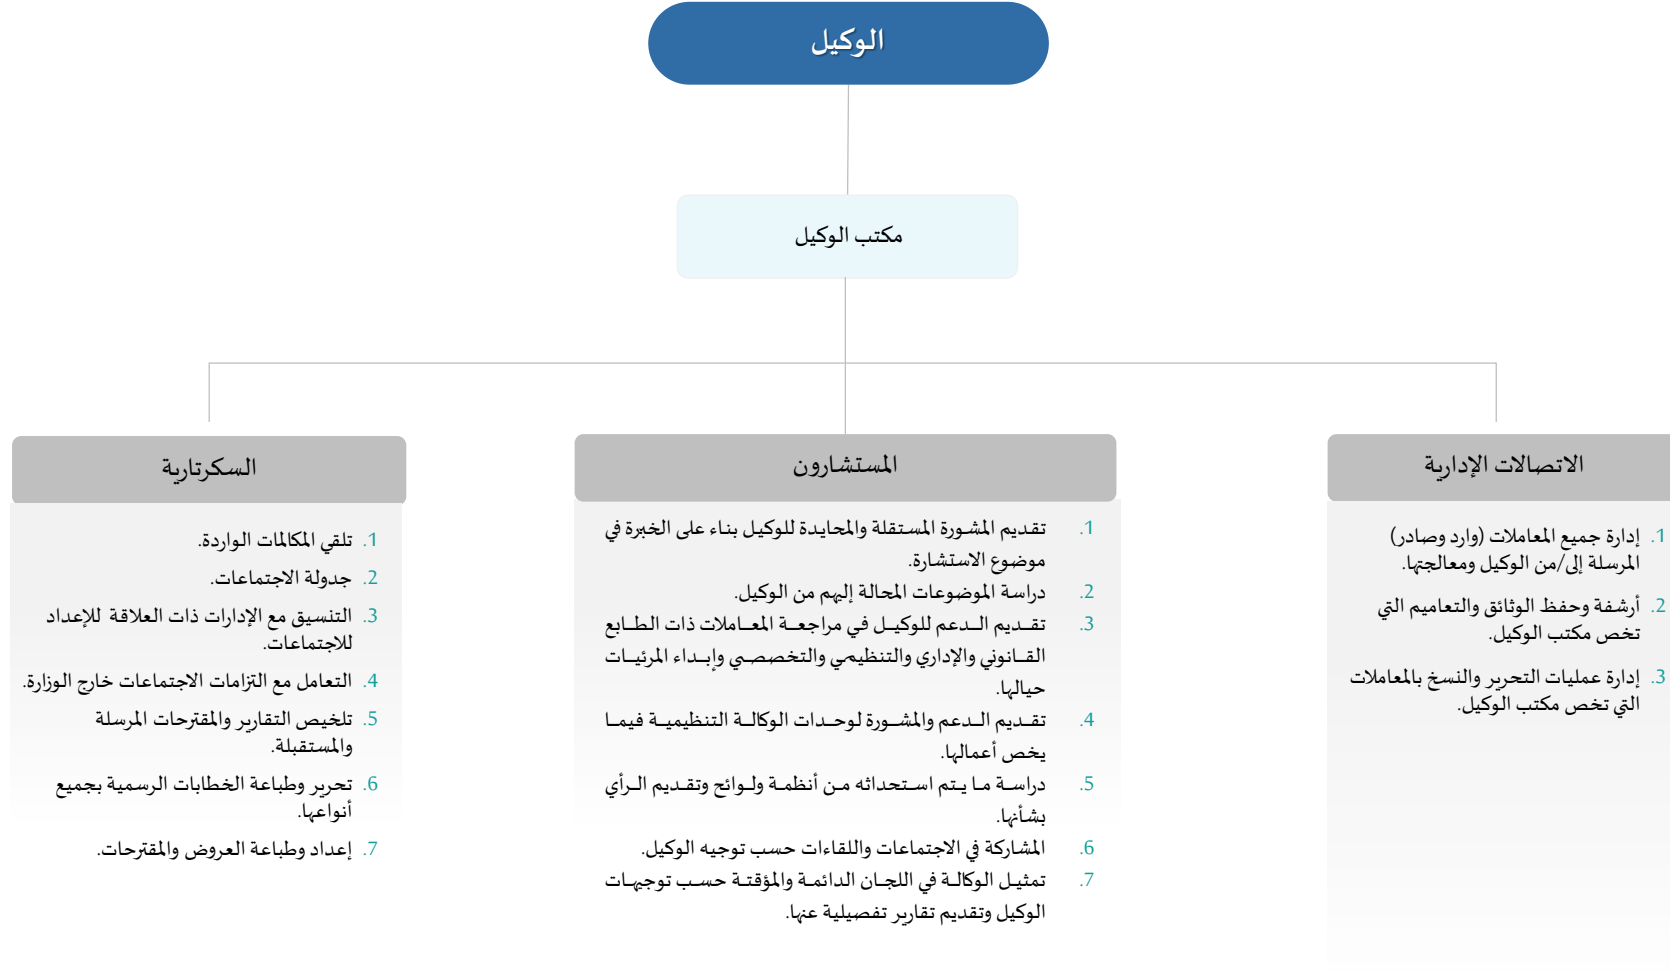 الوكيل
مكتب الوكيل
الاتصالات الإدارية
1. إدارة جميع المعاملات (وارد وصادر)
المرسلة إلى/من الوكيل ومعالجتها.
2. أرشفة وحفظ الوثائق والتعاميم التي
تخص مكتب الوكيل.
3. إدارة عمليات التحرير والنسخ بالمعاملات
التي تخص مكتب الوكيل.
المستشارون
1. تقديم المشورة المستقلة والمحايدة للوكيل بناء على الخبرة في
موضوع الاستشارة.
2. دراسة الموضوعات المحالة إليهم من الوكيل.
3. تقديم الدعم للوكيل في مراجعة المعاملات ذات الطابع
القانوني والإداري والتنظيمي والتخصصي وإبداء المرئيات
حيالها.
4. تقديم الدعم والمشورة لوحدات الوكالة التنظيمية فيما
يخص أعمالها.
5. دراسة ما يتم استحداثه من أنظمة ولوائح وتقديم الرأي
بشأنها.
6. المشاركة في الاجتماعات واللقاءات حسب توجيه الوكيل.
7. تمثيل الوكالة في اللجان الدائمة والمؤقتة حسب توجيهات
الوكيل وتقديم تقارير تفصيلية عنها.
السكرتارية
1. تلقي المكالمات الواردة.
2. جدولة الاجتماعات.
3. التنسيق مع الإدارات ذات العلاقة للإعداد
للاجتماعات.
4. التعامل مع التزامات الاجتماعات خارج الوزارة.
5. تلخيص التقارير والمقترحات المرسلة
والمستقبلة.
6. تحرير وطباعة الخطابات الرسمية بجميع
أنواعها.
7. إعداد وطباعة العروض والمقترحات.